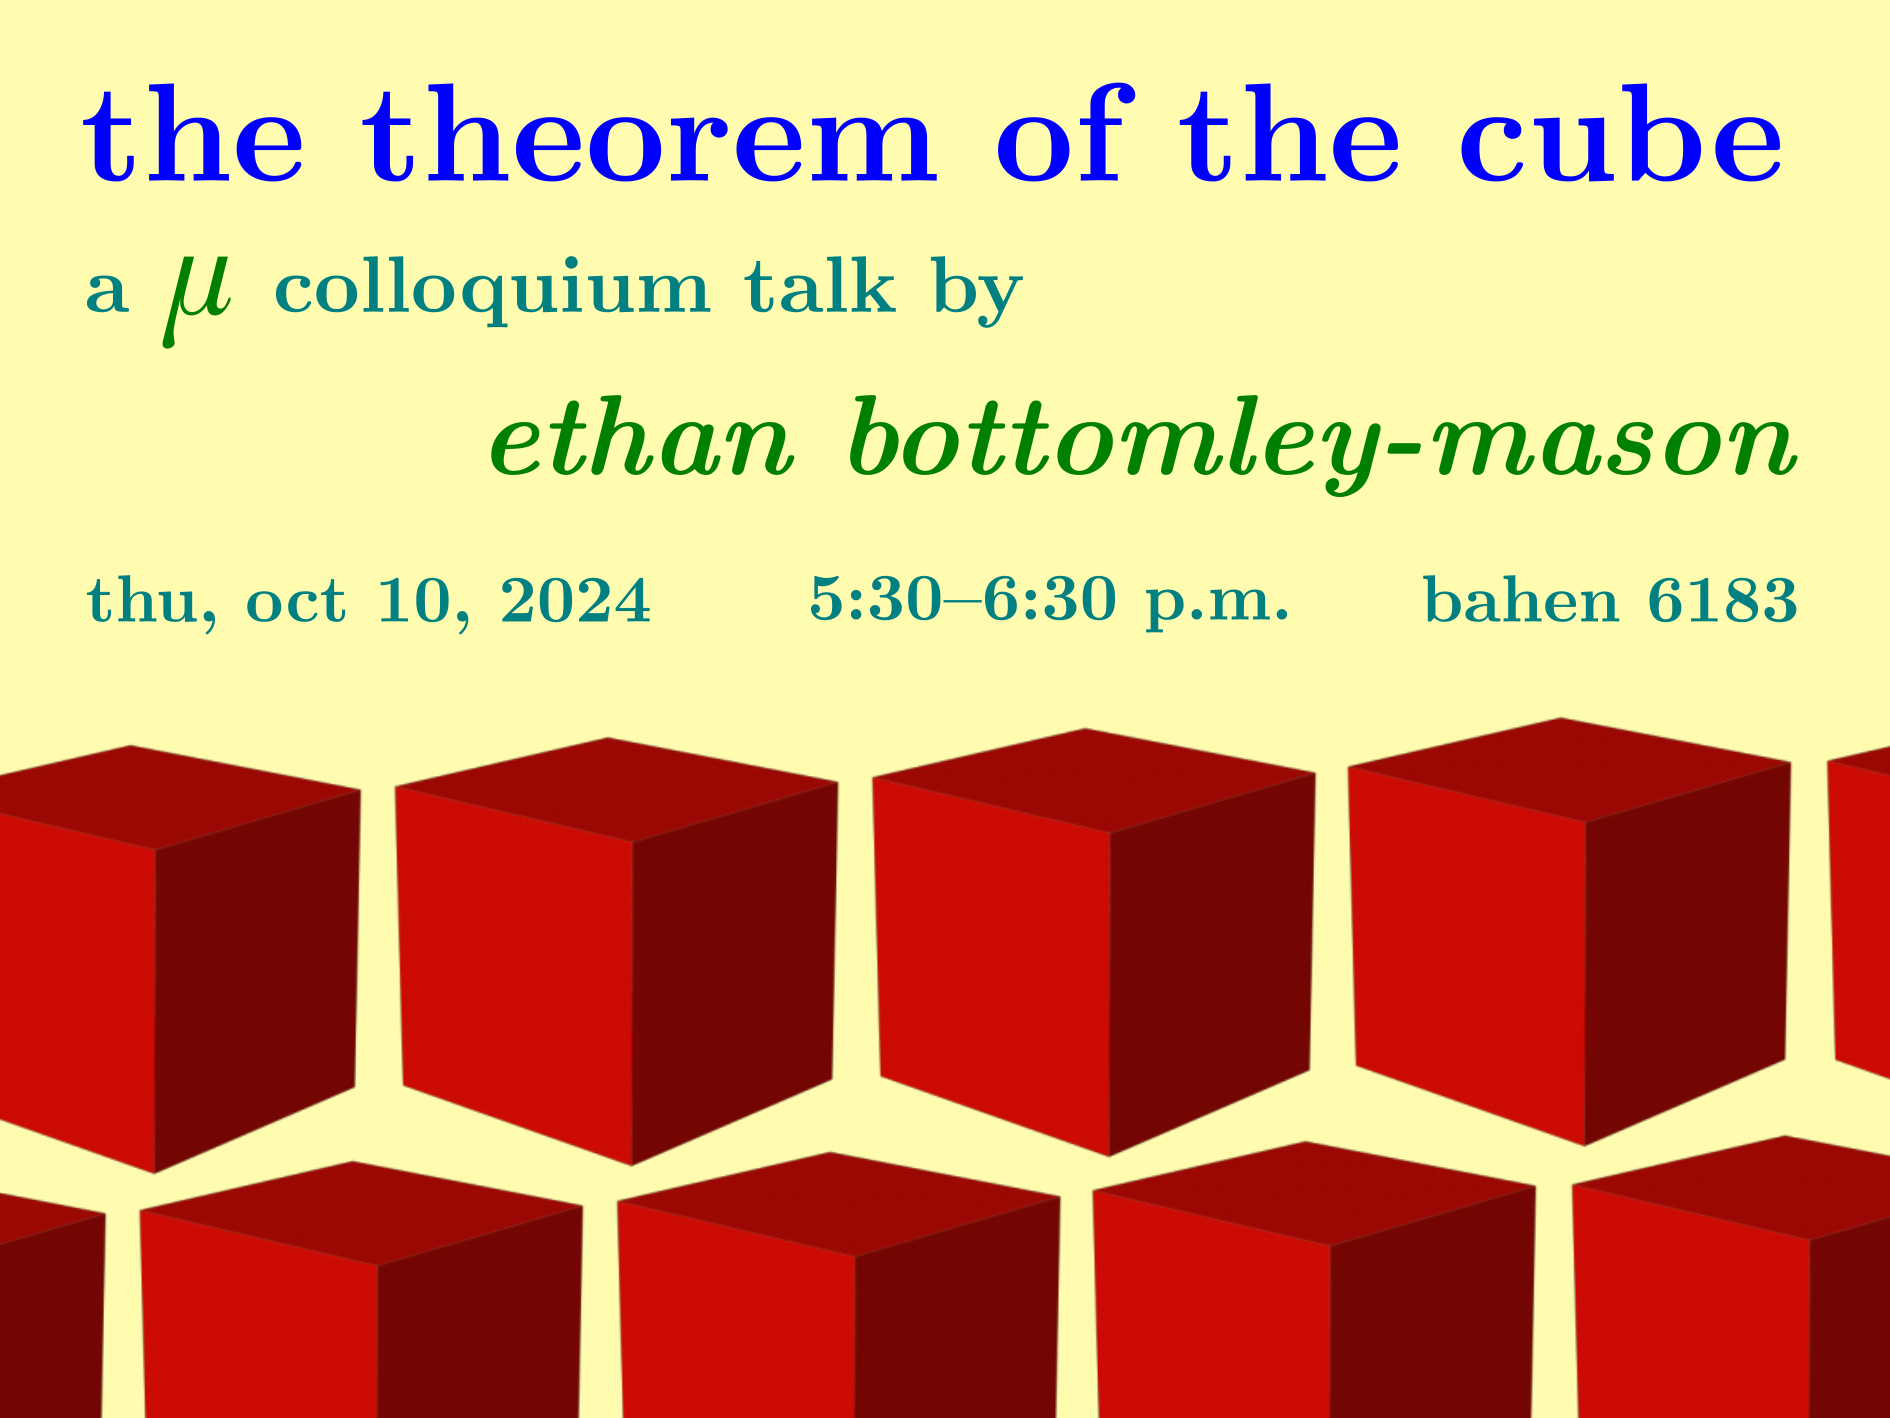 the theorem of the cube
a μ colloquium talk by
ethan bottomley-mason
thu, oct 10, 2024 5:30–6:30 p.m. bahen 6183